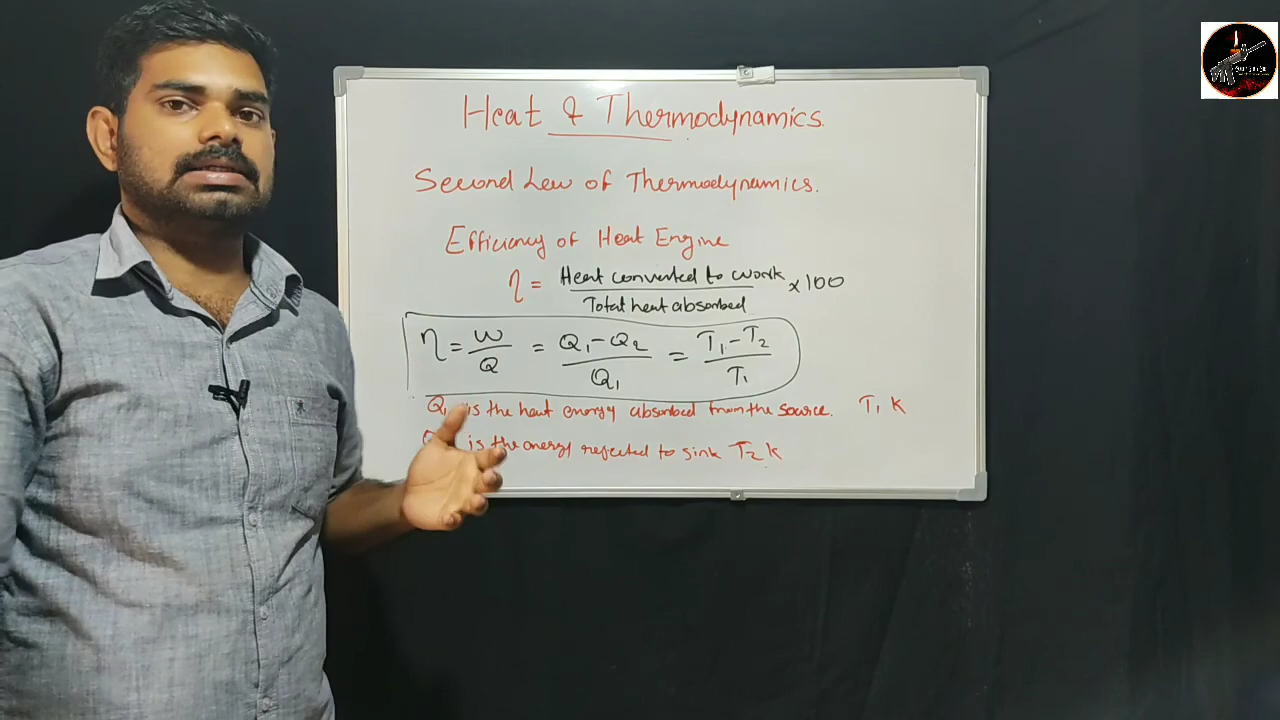 Heat & Thermodynamics.
Second Law of Thermodynamics.
Efficiency of Heat Engine
η = Heat converted to work / Total heat absorbed × 100
η = W/Q = Q₁-Q₂/Q₁ = T₁-T₂/T₁
Q₁ is the heat energy absorbed from the source. T₁ K
is the energy rejected to sink T₂ K